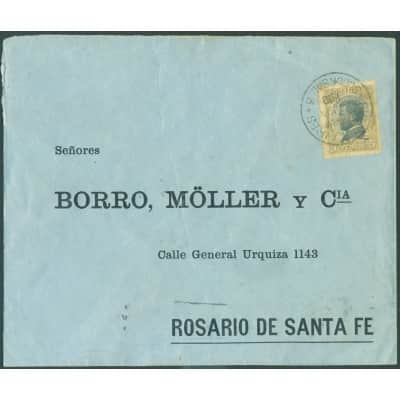 Señores
BORRO, MÖLLER Y CIA
Calle General Urquiza 1143
ROSARIO DE SANTA FE